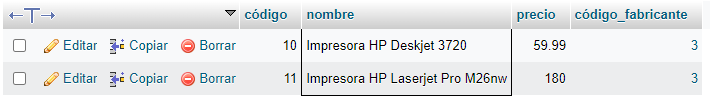 código nombre precio código_fabricante
Editar Copiar Borrar 10 Impresora HP Deskjet 3720 59.99 3
Editar Copiar Borrar 11 Impresora HP Laserjet Pro M26nw 180 3